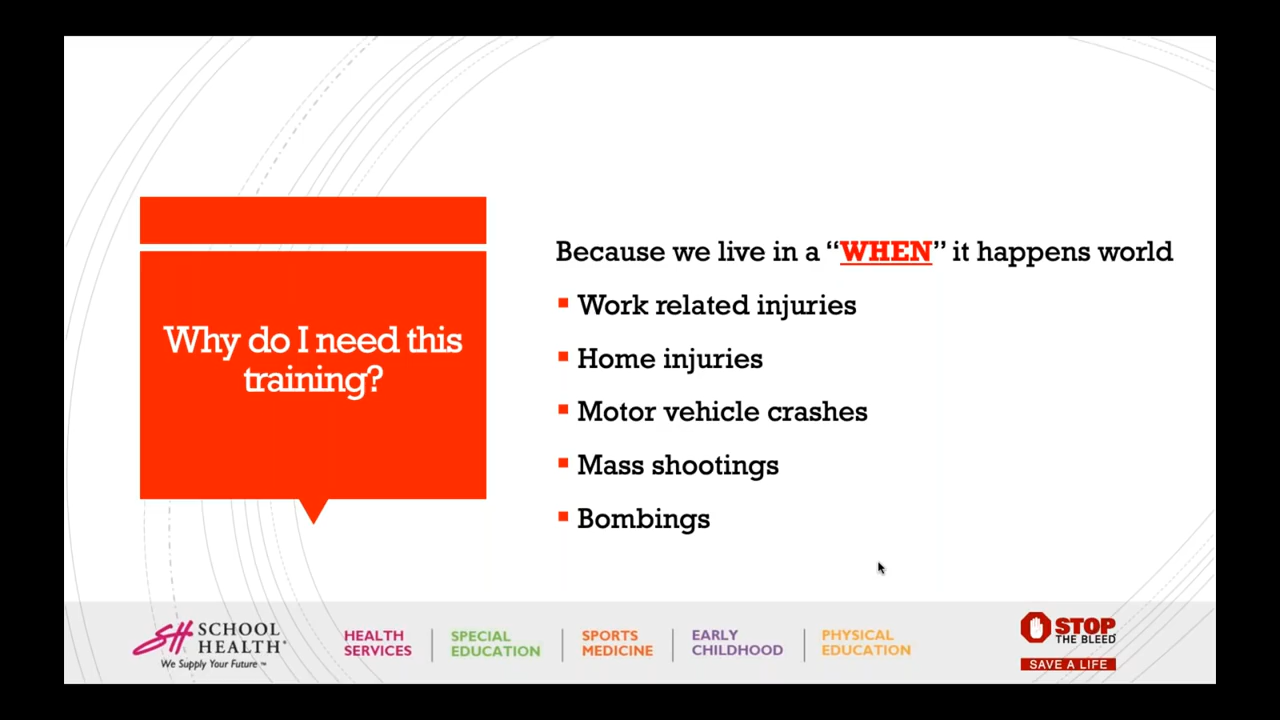 Why do I need this
training?
Because we live in a “WHEN” it happens world
Work related injuries
Home injuries
Motor vehicle crashes
Mass shootings
Bombings
SH SCHOOL
HEALTH
We Supply Your Future™
HEALTH
SERVICES
SPECIAL
EDUCATION
SPORTS
MEDICINE
EARLY
CHILDHOOD
PHYSICAL
EDUCATION
STOP
THE BLEED
SAVE A LIFE